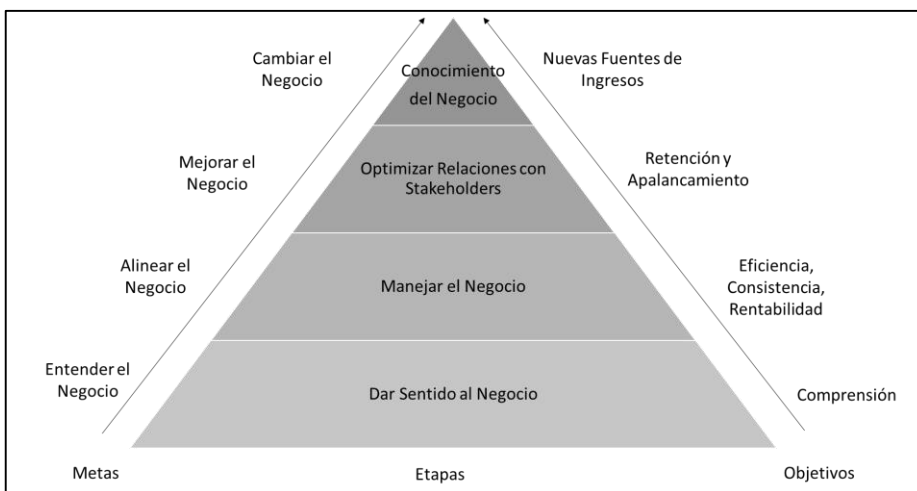 Cambiar el
Negocio
Conocimiento
del Negocio
Nuevas Fuentes de
Ingresos
Mejorar el
Negocio
Optimizar Relaciones con
Stakeholders
Retención y
Apalancamiento
Alinear el
Negocio
Manejar el Negocio
Eficiencia,
Consistencia,
Rentabilidad
Entender el
Negocio
Dar Sentido al Negocio
Comprensión
Metas
Etapas
Objetivos